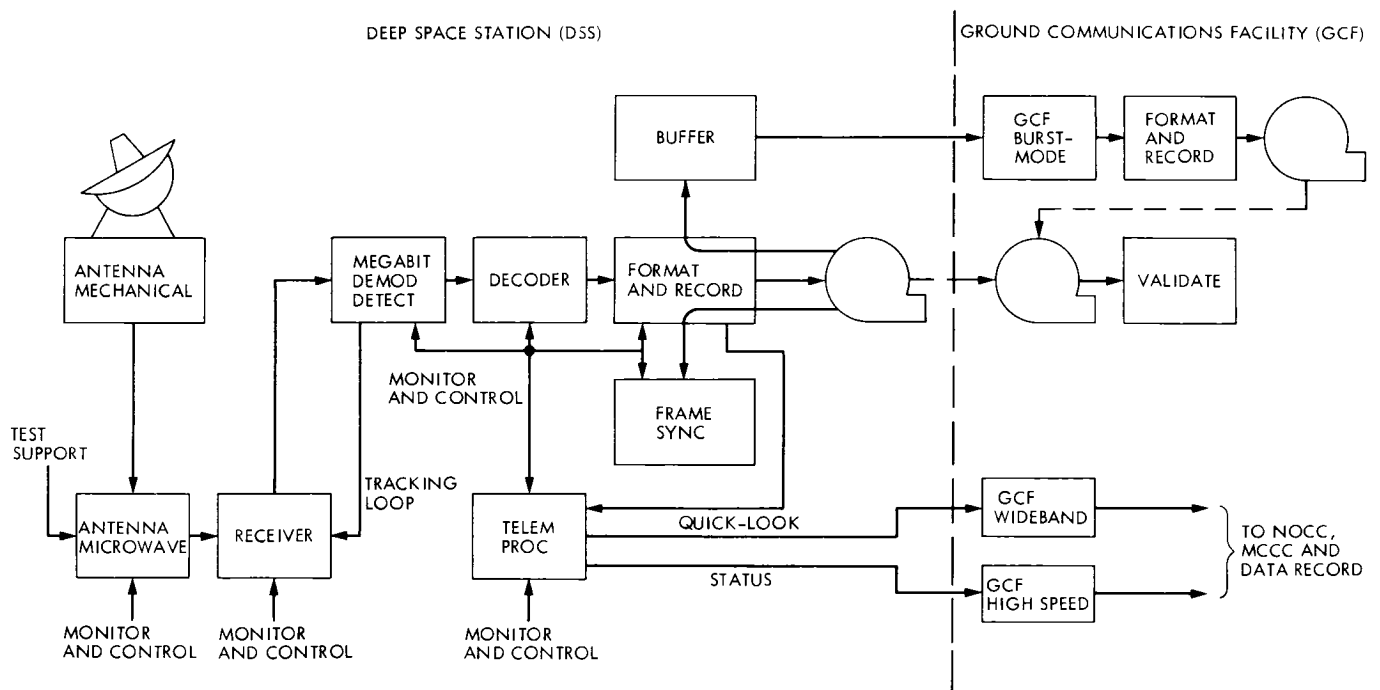 DEEP SPACE STATION (DSS)
GROUND COMMUNICATIONS FACILITY (GCF)
BUFFER
GCF
BURST-
MODE
FORMAT
AND
RECORD
ANTENNA
MECHANICAL
MEGABIT
DEMOD
DETECT
DECODER
FORMAT
AND RECORD
VALIDATE
MONITOR
AND CONTROL
FRAME
SYNC
TEST
SUPPORT
TRACKING
LOOP
ANTENNA
MICROWAVE
RECEIVER
TELEM
PROC
QUICK-LOOK
STATUS
GCF
WIDEBAND
GCF
HIGH SPEED
TO NOCC,
MCCC AND
DATA RECORD
MONITOR
AND CONTROL
MONITOR
AND CONTROL
MONITOR
AND CONTROL